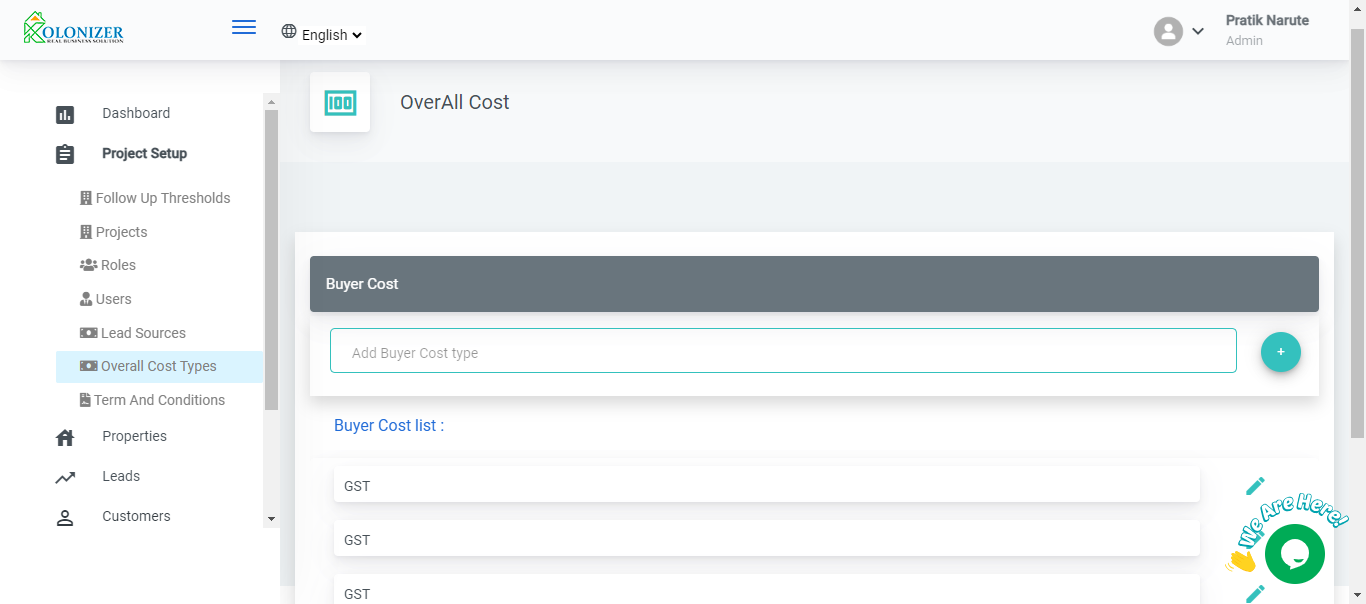 KOLONIZER
REAL BUSINESS SOLUTION
English
Pratik Narute
Admin
Dashboard
Project Setup
Follow Up Thresholds
Projects
Roles
Users
Lead Sources
Overall Cost Types
Term And Conditions
Properties
Leads
Customers
100
OverAll Cost
Buyer Cost
Add Buyer Cost type
+
Buyer Cost list :
GST
GST
GST
We Are Here!